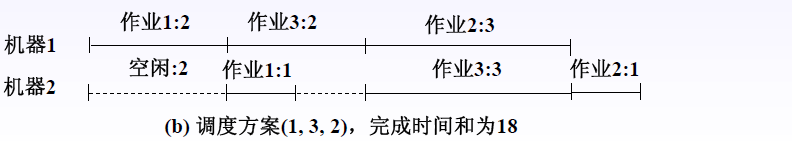 作业1:2 作业3:2 作业2:3
机器1
空闲:2 作业1:1 作业3:3 作业2:1
机器2
(b) 调度方案(1, 3, 2)，完成时间和为18